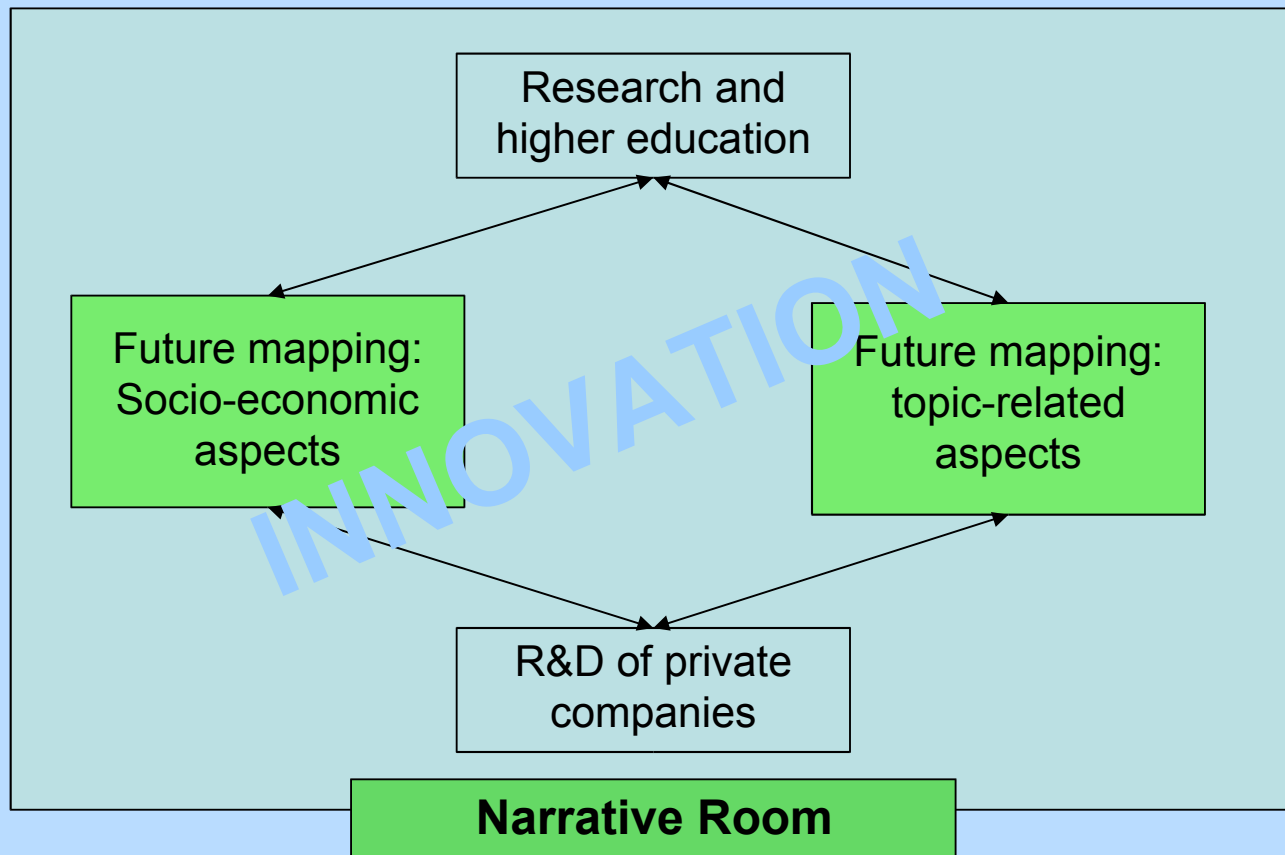 Research and
higher education
Future mapping:
Socio-economic
aspects
INNOVATION
Future mapping:
topic-related
aspects
R&D of private
companies
Narrative Room